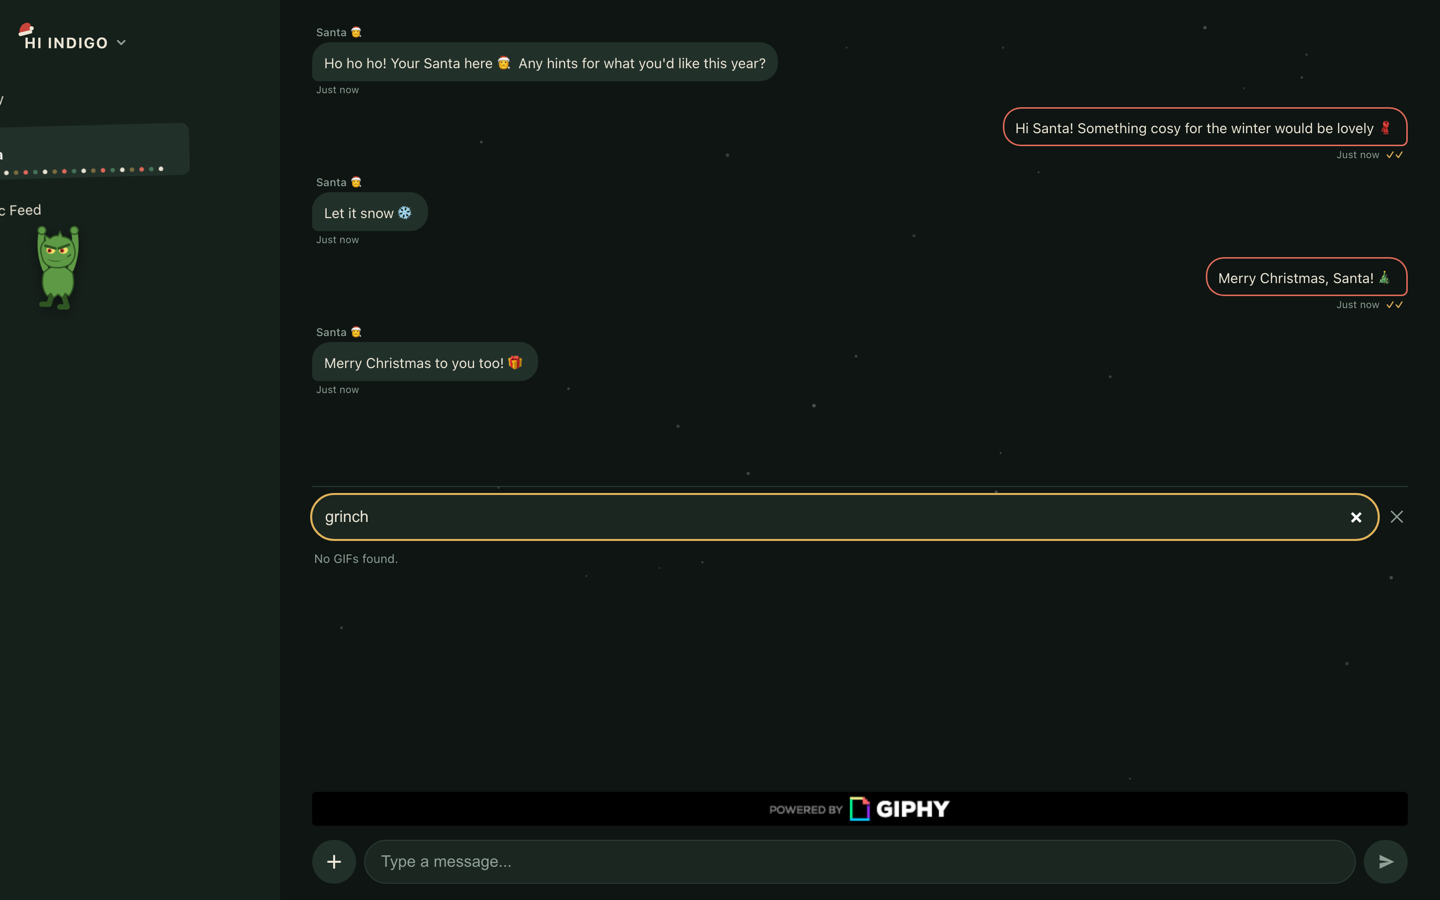 HI INDIGO
y
a
c Feed
Santa 🎅
Ho ho ho! Your Santa here 🎅 Any hints for what you'd like this year?
Just now
Hi Santa! Something cosy for the winter would be lovely 🧣
Just now ✓✓
Santa 🎅
Let it snow ❄️
Just now
Merry Christmas, Santa! 🎄
Just now ✓✓
Santa 🎅
Merry Christmas to you too! 🎁
Just now
grinch
No GIFs found.
POWERED BY GIPHY
Type a message...